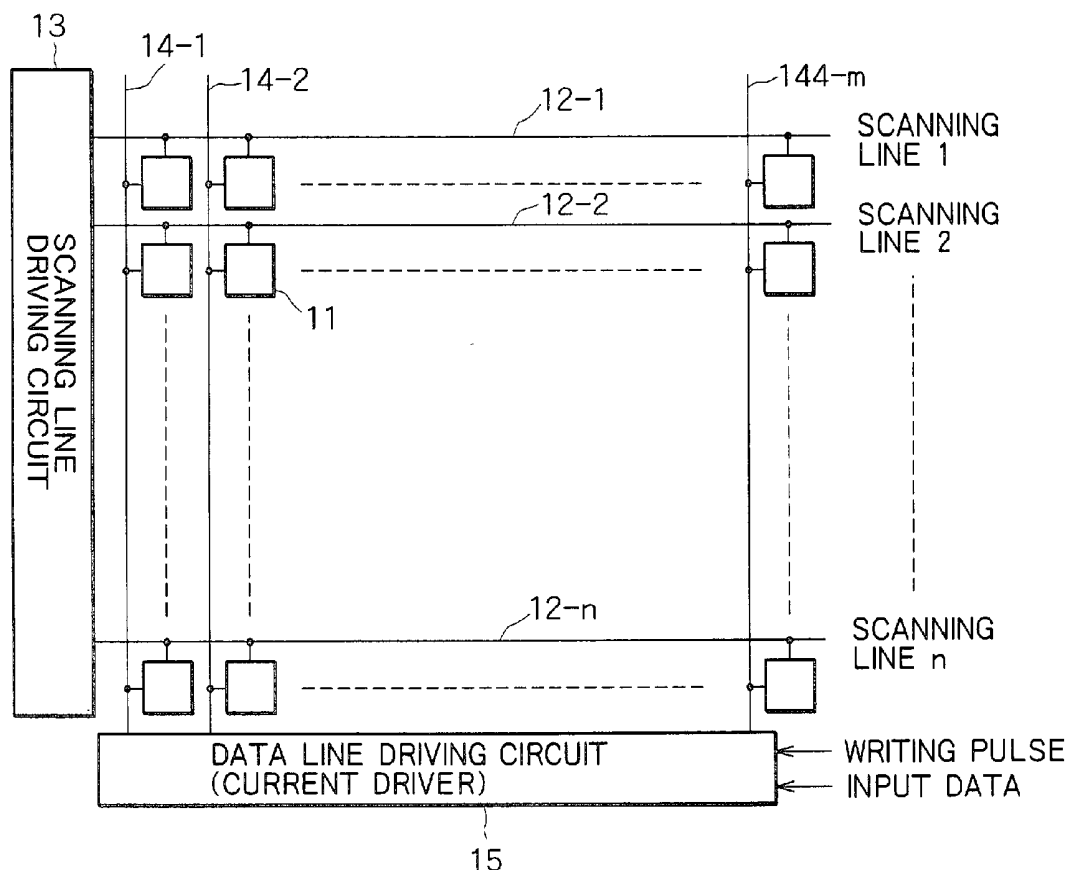 13
14-1
14-2
144-m
12-1
SCANNING
LINE 1
12-2
SCANNING
LINE 2
11
SCANNING LINE
DRIVING CIRCUIT
12-n
SCANNING
LINE n
DATA LINE DRIVING CIRCUIT
(CURRENT DRIVER)
WRITING PULSE
INPUT DATA
15